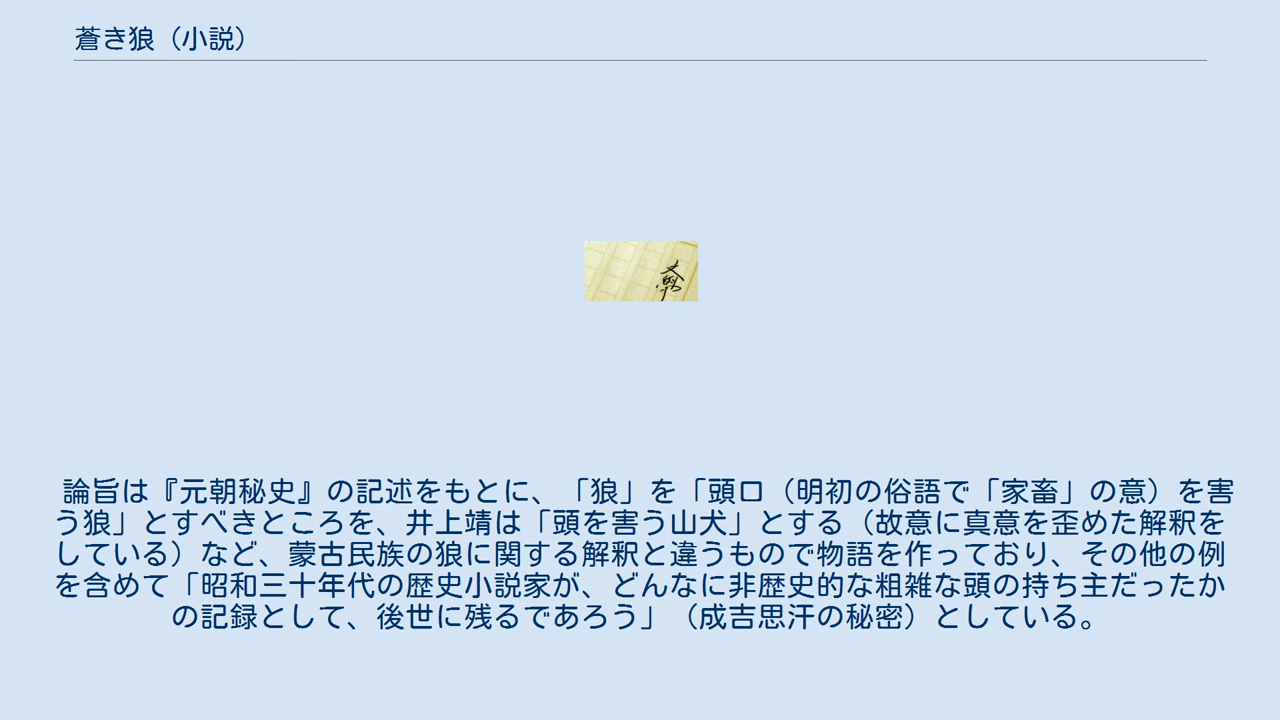 蒼き狼（小説）
論旨は『元朝秘史』の記述をもとに、「狼」を「頭口（明初の俗語で「家畜」の意）を害
う狼」とすべきところを、井上靖は「頭を害う山犬」とする（故意に真意を歪めた解釈を
している）など、蒙古民族の狼に関する解釈と違うもので物語を作っており、その他の例
を含めて「昭和三十年代の歴史小説家が、どんなに非歴史的な粗雑な頭の持ち主だったか
の記録として、後世に残るであろう」（成吉思汗の秘密）としている。